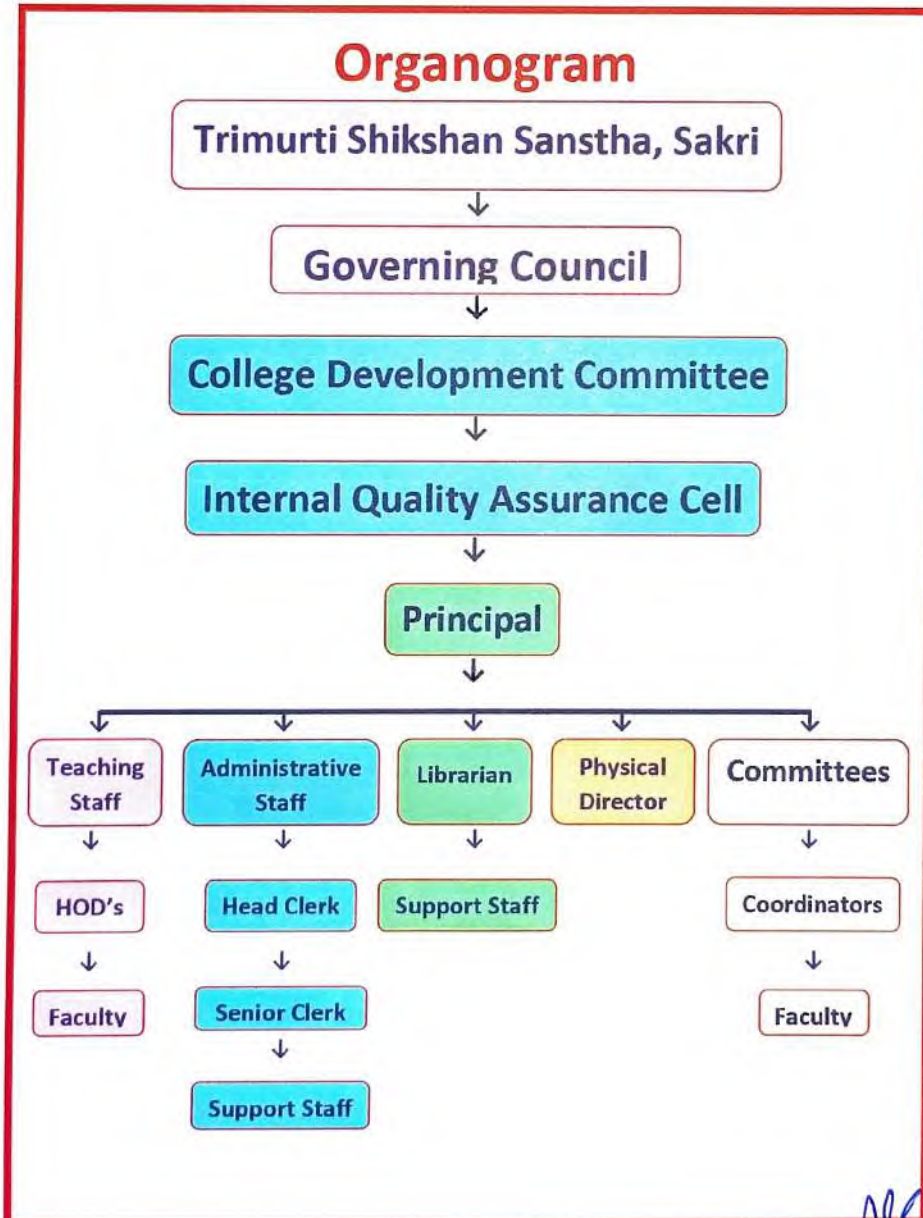 Organogram
Trimurti Shikshan Sanstha, Sakri
Governing Council
College Development Committee
Internal Quality Assurance Cell
Principal
Teaching
Staff
Administrative
Staff
Librarian
Physical
Director
Committees
HOD's
Head Clerk
Support Staff
Coordinators
Faculty
Senior Clerk
Faculty
Support Staff